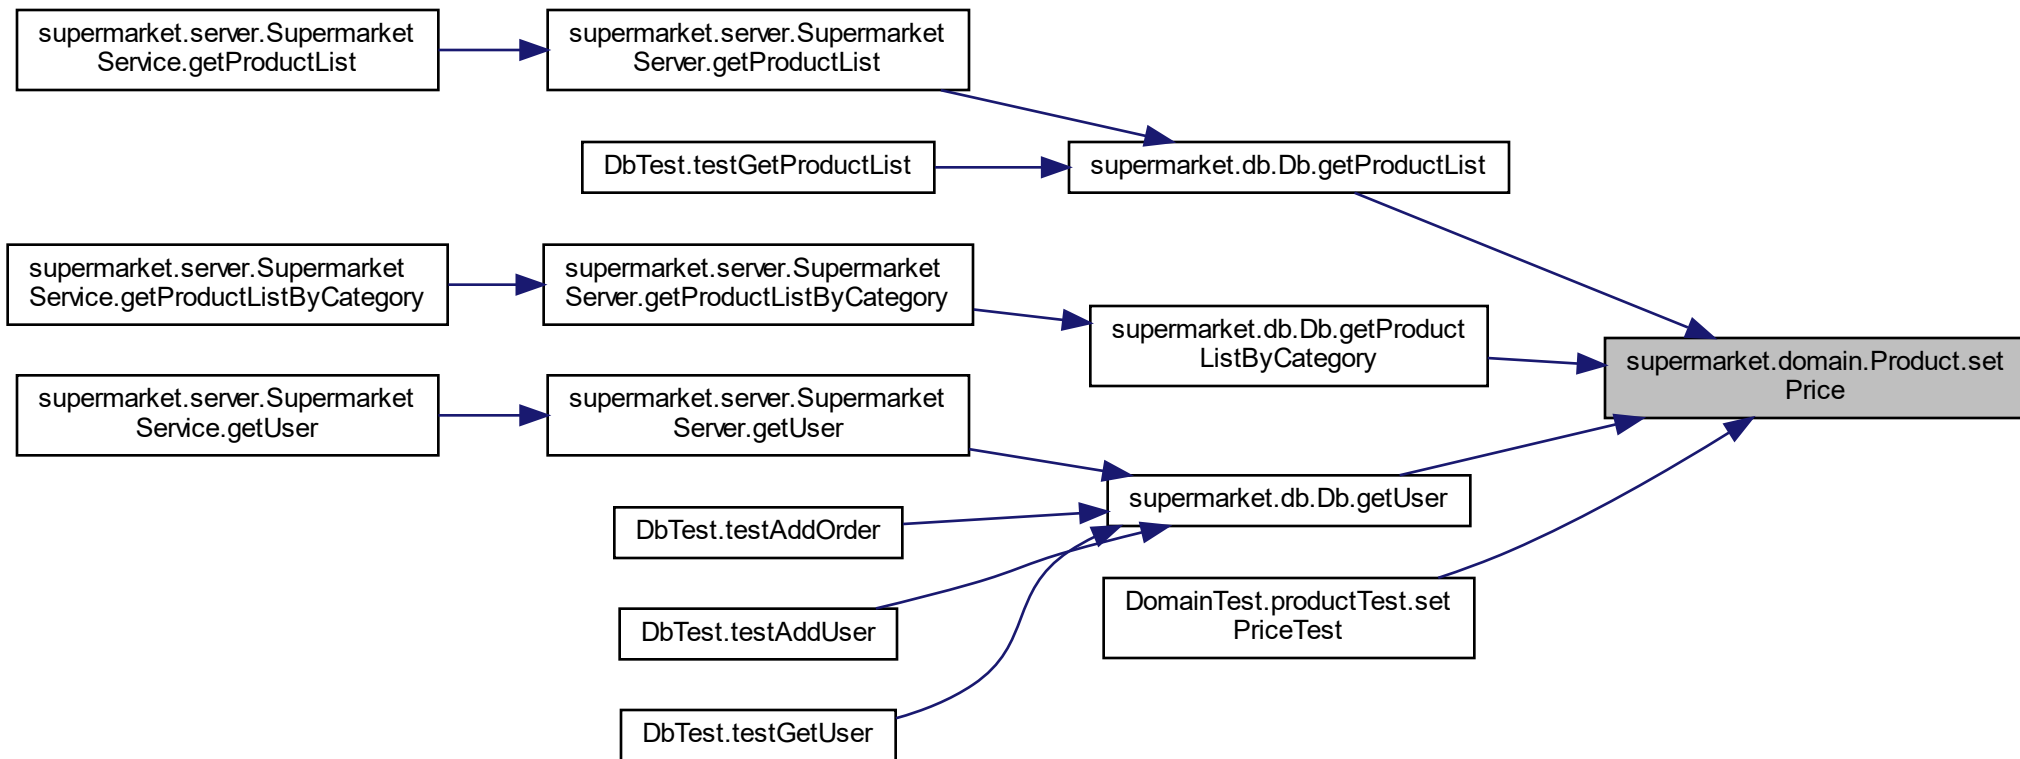 supermarket.server.Supermarket
Service.getProductList
supermarket.server.Supermarket
Server.getProductList
DbTest.testGetProductList
supermarket.db.Db.getProductList
supermarket.server.Supermarket
Service.getProductListByCategory
supermarket.server.Supermarket
Server.getProductListByCategory
supermarket.db.Db.getProduct
ListByCategory
supermarket.domain.Product.set
Price
supermarket.server.Supermarket
Service.getUser
supermarket.server.Supermarket
Server.getUser
supermarket.db.Db.getUser
DbTest.testAddOrder
DomainTest.productTest.set
PriceTest
DbTest.testAddUser
DbTest.testGetUser